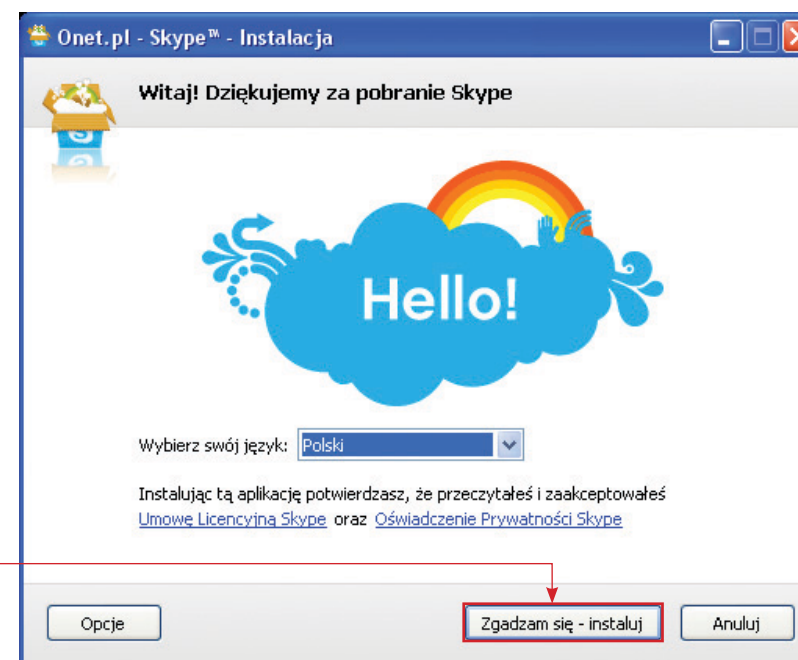 Onet.pl - Skype™ - Instalacja
Witaj! Dziękujemy za pobranie Skype
Hello!
Wybierz swój język: Polski
Instalując tą aplikację potwierdzasz, że przeczytałeś i zaakceptowałeś
Umowę Licencyjną Skype oraz Oświadczenie Prywatności Skype
Opcje Zgadzam się - instaluj Anuluj